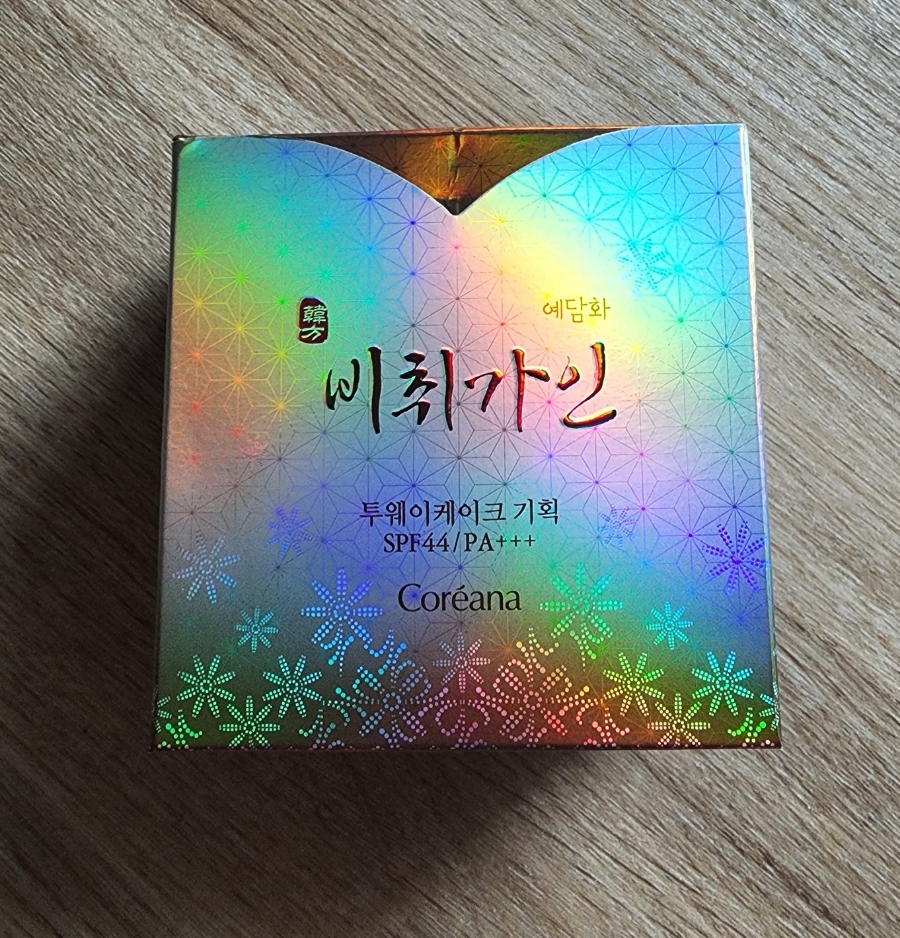 예담화
韓方
비취가인
투웨이케이크 기획
SPF44/PA+++
Coréana